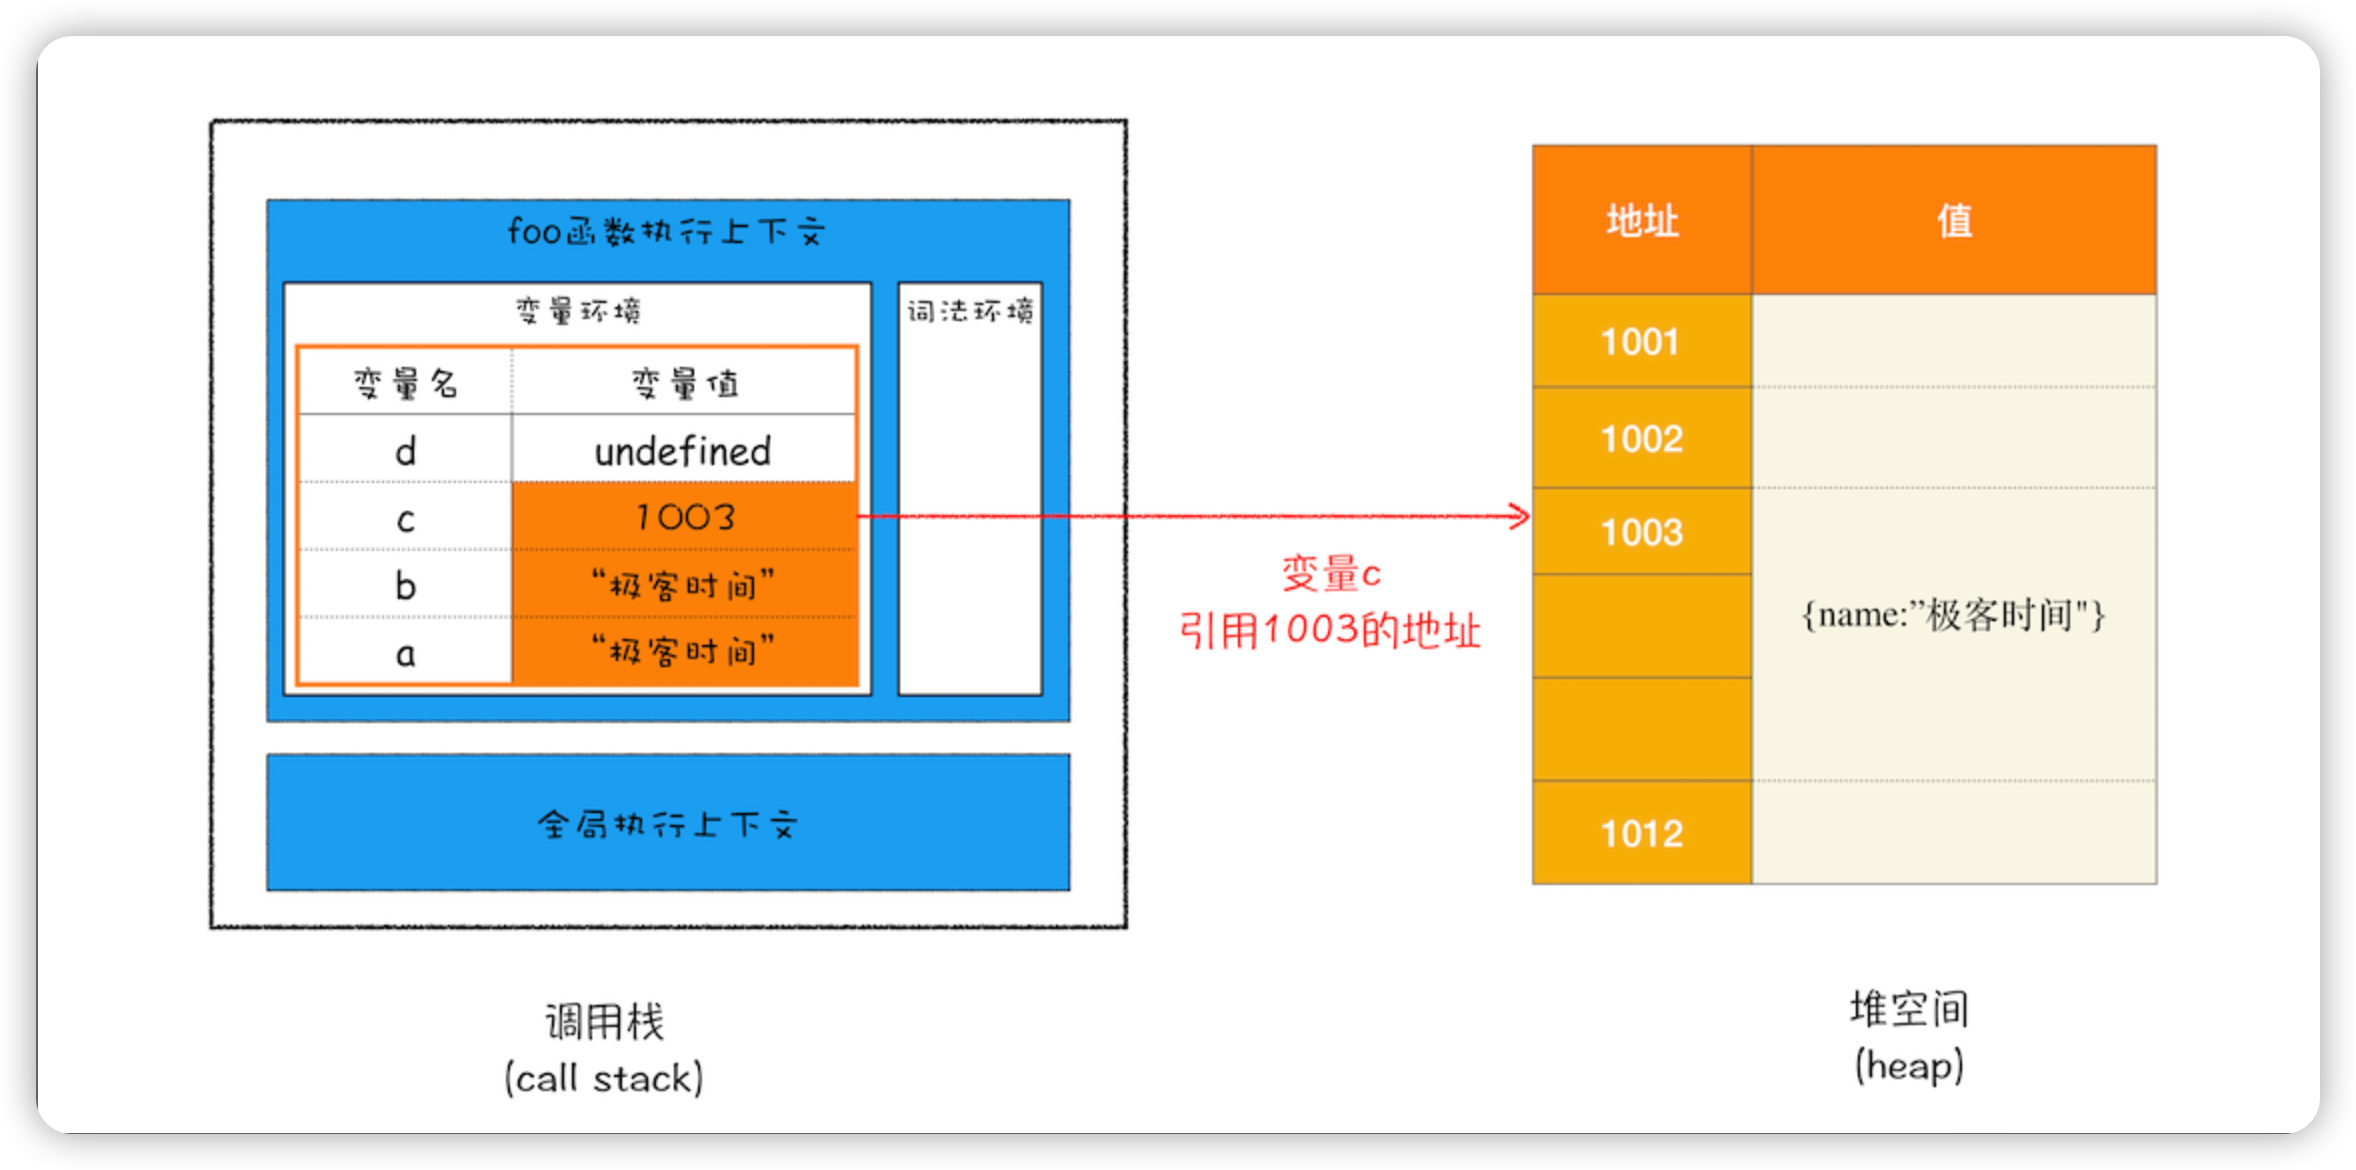 foo函数执行上下文
变量环境
词法环境
变量名 变量值
d undefined
c 1003
b “极客时间”
a “极客时间”
全局执行上下文
调用栈
(call stack)
变量c
引用1003的地址
地址 值
1001
1002
1003
{name:”极客时间"}
1012
堆空间
(heap)